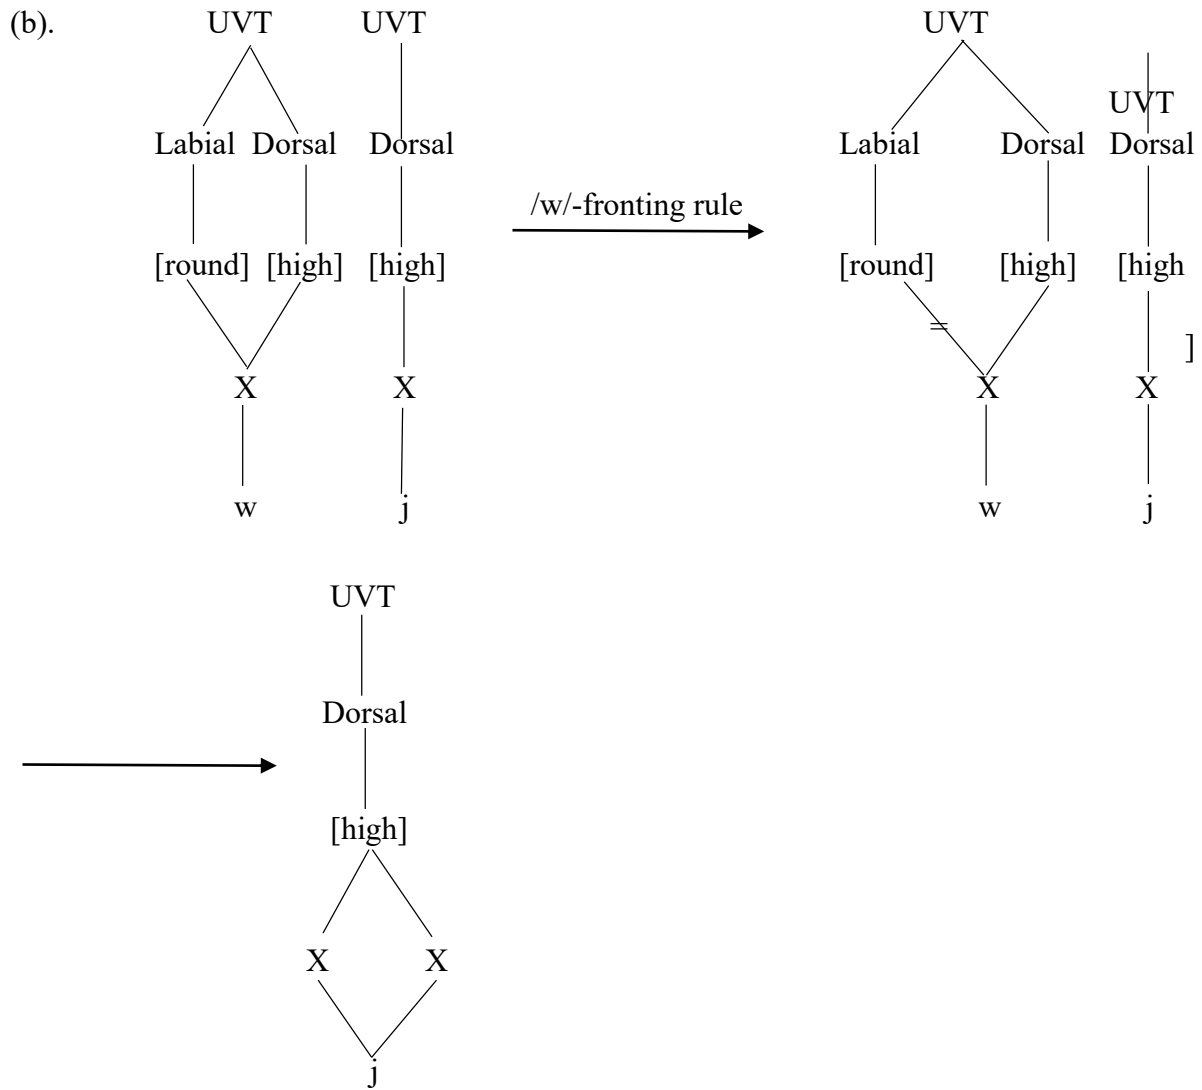 (b). UVT UVT UVT
UVT
Labial Dorsal Dorsal Labial Dorsal Dorsal
/w/-fronting rule
[round] [high] [high] [round] [high] [high
=
]
X X X X
w j w j
UVT
Dorsal
[high]
X X
j